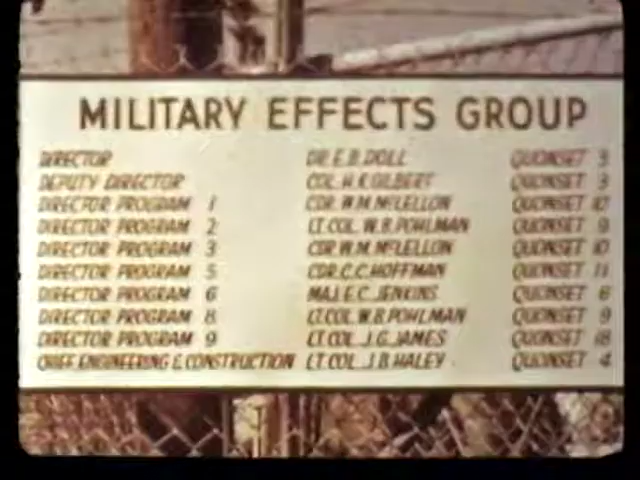 MILITARY EFFECTS GROUP
DIRECTOR DR. E.B. DOLL QUONSET 3
DEPUTY DIRECTOR COL. H.K. GILBERT QUONSET 3
DIRECTOR PROGRAM 1 CDR. W.M. McLELLON QUONSET 10
DIRECTOR PROGRAM 2 LT. COL. W.B. POHLMAN QUONSET 9
DIRECTOR PROGRAM 3 CDR W.M. McLELLON QUONSET 10
DIRECTOR PROGRAM 5 CDR. C.C. HOFFMAN QUONSET 11
DIRECTOR PROGRAM 6 MAJ. E.C. JENKINS QUONSET 6
DIRECTOR PROGRAM 8 LT. COL. W.B. POHLMAN QUONSET 9
DIRECTOR PROGRAM 9 LT. COL. J.G. JAMES QUONSET 18
CHIEF, ENGINEERING & CONSTRUCTION LT. COL. J.B. HALEY QUONSET 4